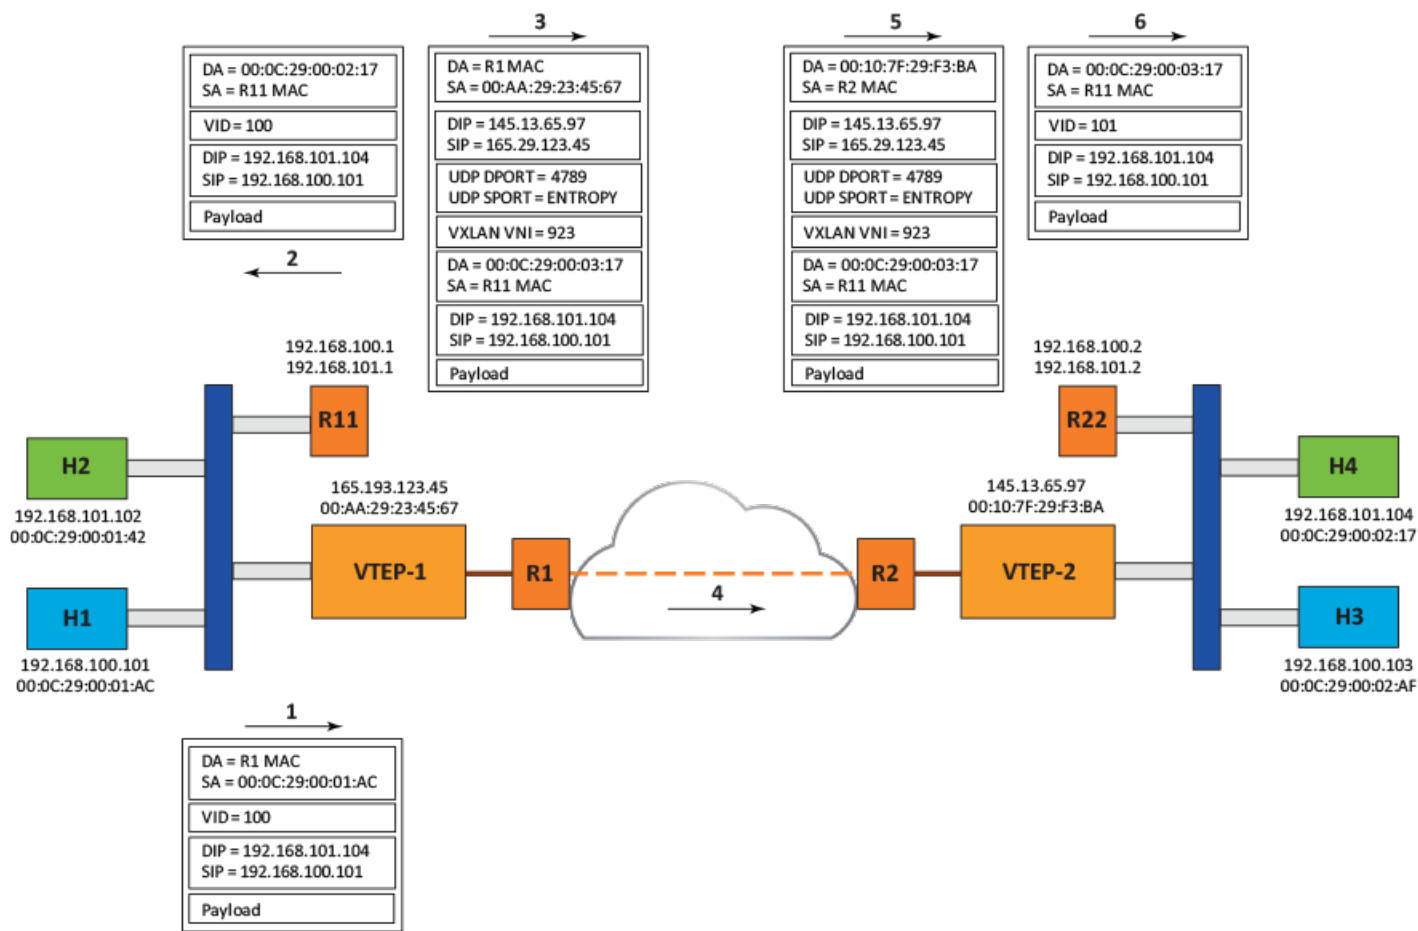 3
5
6
DA = 00:0C:29:00:02:17
SA = R11 MAC
VID = 100
DIP = 192.168.101.104
SIP = 192.168.100.101
Payload
2
DA = R1 MAC
SA = 00:AA:29:23:45:67
DIP = 145.13.65.97
SIP = 165.29.123.45
UDP DPORT = 4789
UDP SPORT = ENTROPY
VXLAN VNI = 923
DA = 00:0C:29:00:03:17
SA = R11 MAC
DIP = 192.168.101.104
SIP = 192.168.100.101
Payload
DA = 00:10:7F:29:F3:BA
SA = R2 MAC
DIP = 145.13.65.97
SIP = 165.29.123.45
UDP DPORT = 4789
UDP SPORT = ENTROPY
VXLAN VNI = 923
DA = 00:0C:29:00:03:17
SA = R11 MAC
DIP = 192.168.101.104
SIP = 192.168.100.101
Payload
DA = 00:0C:29:00:03:17
SA = R11 MAC
VID = 101
DIP = 192.168.101.104
SIP = 192.168.100.101
Payload
192.168.100.1
192.168.101.1
R11
192.168.100.2
192.168.101.2
R22
H2
192.168.101.102
00:0C:29:00:01:42
H1
192.168.100.101
00:0C:29:00:01:AC
165.193.123.45
00:AA:29:23:45:67
VTEP-1
R1
4
R2
145.13.65.97
00:10:7F:29:F3:BA
VTEP-2
H4
192.168.101.104
00:0C:29:00:02:17
H3
192.168.100.103
00:0C:29:00:02:AF
1
DA = R1 MAC
SA = 00:0C:29:00:01:AC
VID = 100
DIP = 192.168.101.104
SIP = 192.168.100.101
Payload